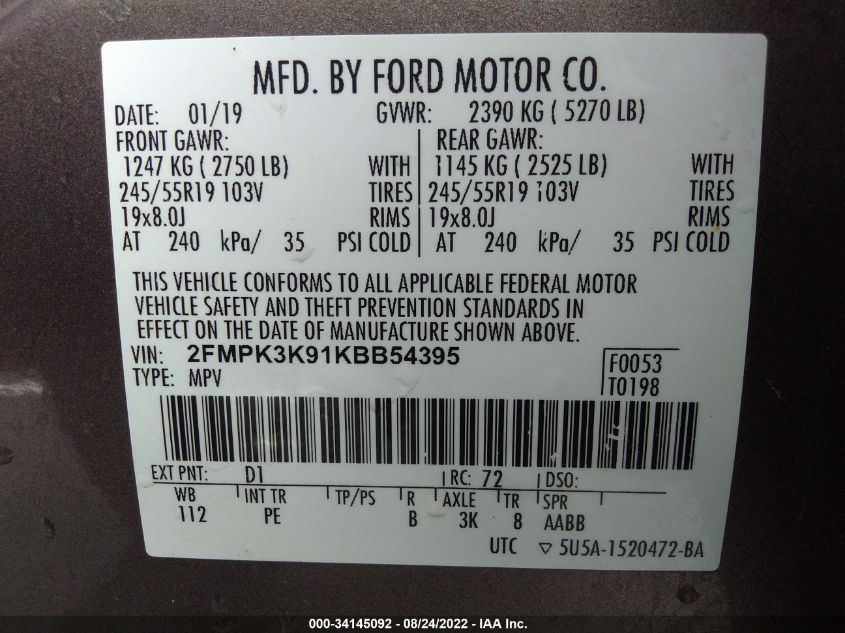 MFD. BY FORD MOTOR CO.
DATE: 01/19 GVWR: 2390 KG ( 5270 LB)
FRONT GAWR: REAR GAWR:
1247 KG ( 2750 LB) WITH 1145 KG ( 2525 LB) WITH
245/55R19 103V TIRES 245/55R19 103V TIRES
19x8.0J RIMS 19x8.0J RIMS
AT 240 kPa/ 35 PSI COLD AT 240 kPa/ 35 PSI COLD
THIS VEHICLE CONFORMS TO ALL APPLICABLE FEDERAL MOTOR
VEHICLE SAFETY AND THEFT PREVENTION STANDARDS IN
EFFECT ON THE DATE OF MANUFACTURE SHOWN ABOVE.
VIN: 2FMPK3K91KBB54395 F0053
TYPE: MPV T0198
EXT PNT: D1 RC: 72 DSO:
WB INT TR TP/PS R AXLE TR SPR
112 PE B 3K 8 AABB
UTC ▽ 5U5A-1520472-BA
000-34145092 - 08/24/2022 - IAA Inc.